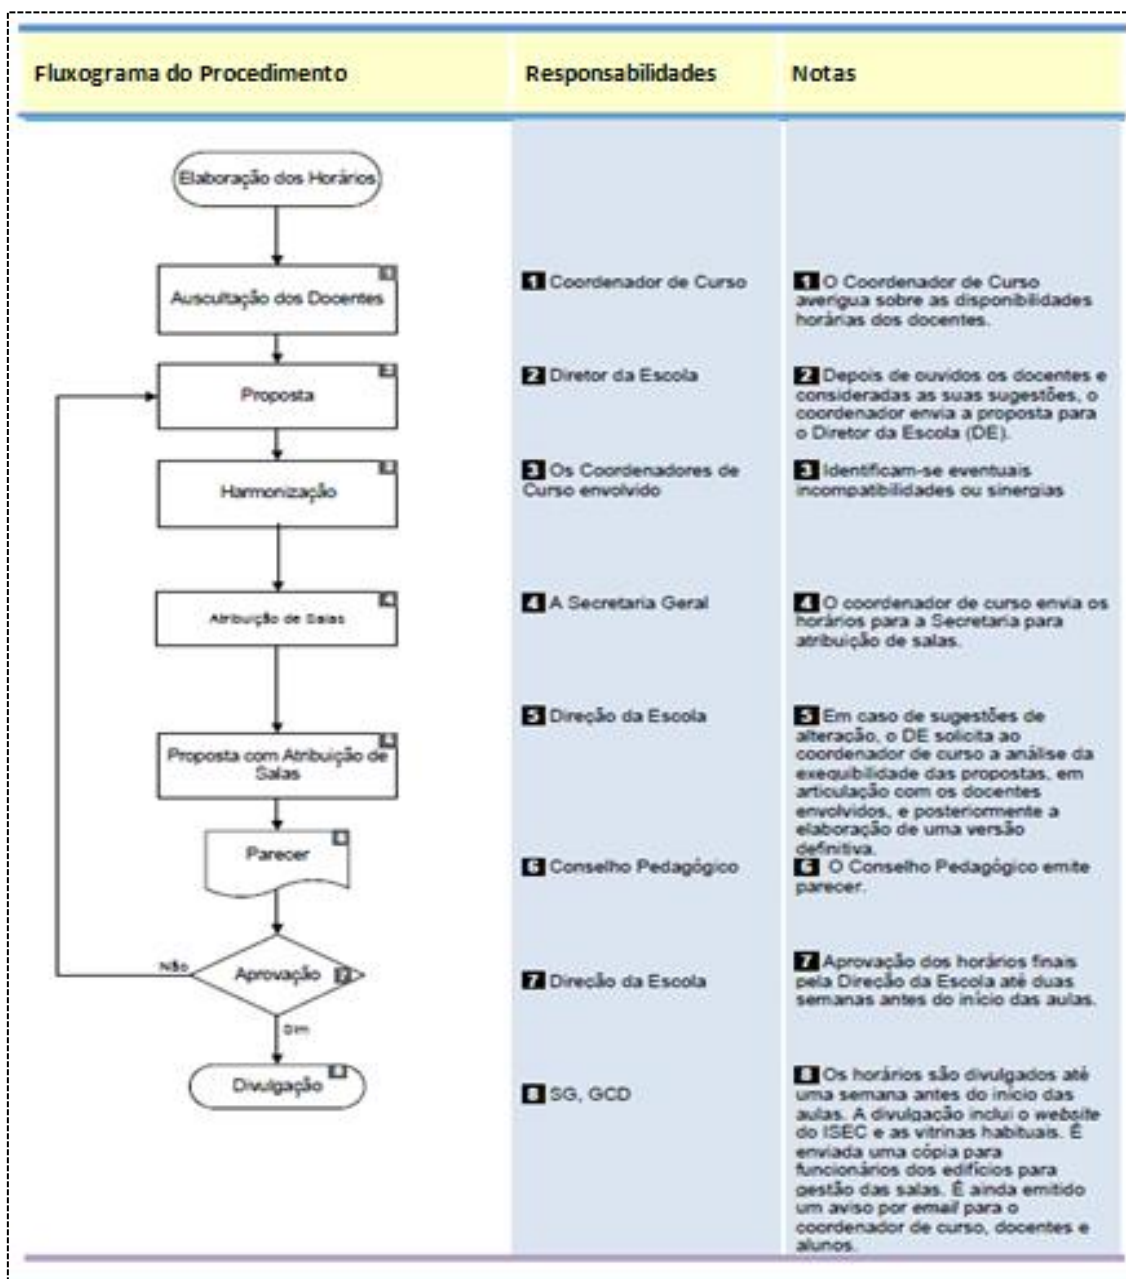 Fluxograma do Procedimento
Responsabilidades
Notas
Elaboração dos Horários
Auscultação dos Docentes
Proposta
Harmonização
Atribuição de Salas
Proposta com Atribuição de
Salas
Parecer
Não
Aprovação
Divulgação
1 Coordenador de Curso
2 Diretor da Escola
3 Os Coordenadores de
Curso envolvido
4 A Secretaria Geral
5 Direção da Escola
6 Conselho Pedagógico
7 Direção da Escola
8 SG, GCD
1 O Coordenador de Curso
averigua sobre as disponibilidades
horárias dos docentes.
2 Depois de ouvidos os docentes e
consideradas as suas sugestões, o
coordenador envia a proposta para
o Diretor da Escola (DE).
3 Identificam-se eventuais
incompatibilidades ou sinergias
4 O coordenador de curso envia os
horários para a Secretaria para
atribuição de salas.
5 Em caso de sugestões de
alteração, o DE solicita ao
coordenador de curso a análise da
exequibilidade das propostas, em
articulação com os docentes
envolvidos, e posteriormente a
elaboração de uma versão
definitiva.
6 O Conselho Pedagógico emite
parecer.
7 Aprovação dos horários finais
pela Direção da Escola até duas
semanas antes do início das aulas.
8 Os horários são divulgados até
uma semana antes do início das
aulas. A divulgação inclui o website
do ISEC e as vitrinas habituais. É
enviada uma cópia para
funcionários dos edifícios para
gestão das salas. É ainda emitido
um aviso por email para o
coordenador de curso, docentes e
alunos.